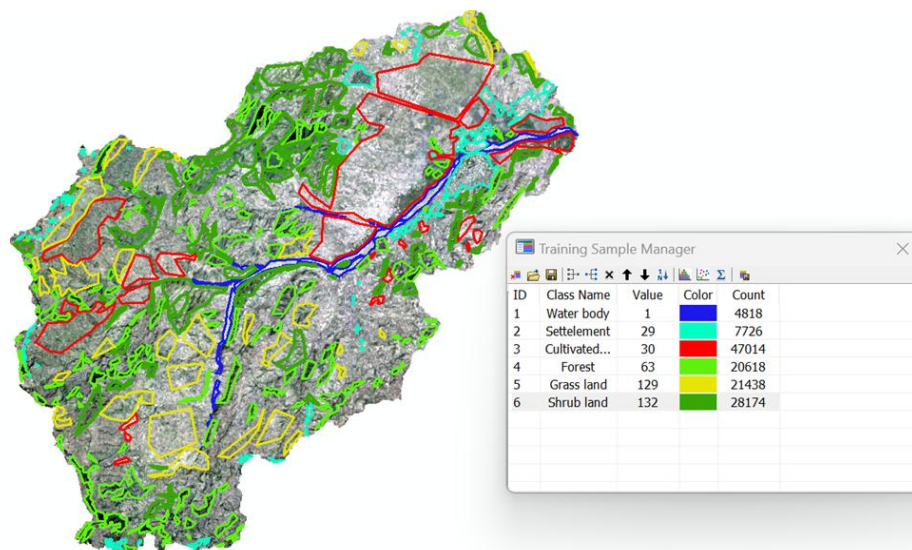 Training Sample Manager
ID Class Name Value Color Count
1 Water body 1 4818
2 Settelement 29 7726
3 Cultivated... 30 47014
4 Forest 63 20618
5 Grass land 129 21438
6 Shrub land 132 28174